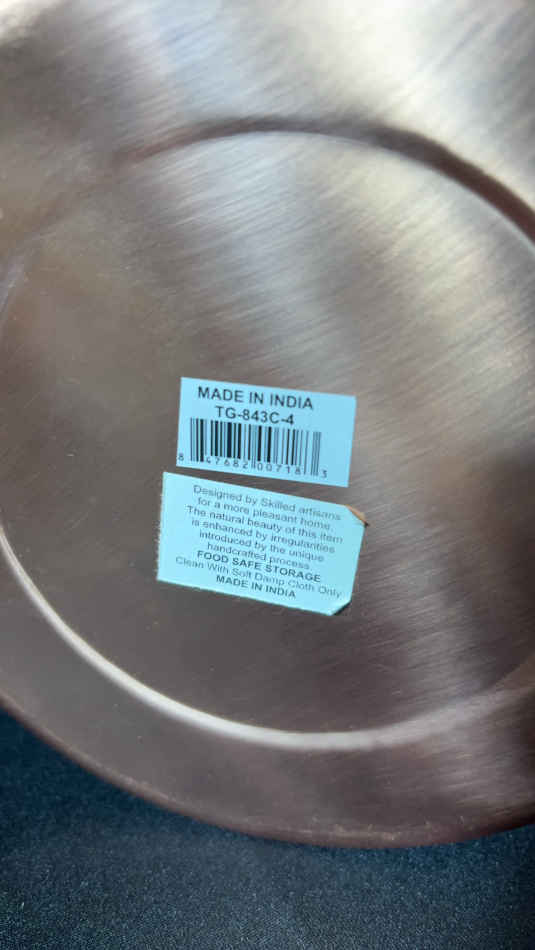 MADE IN INDIA
TG-843C-4
8 47682 00718 3
Designed by Skilled artisans
for a more pleasant home.
The natural beauty of this item
is enhanced by irregularities
introduced by the unique
handcrafted process.
FOOD SAFE STORAGE
Clean With Soft Damp Cloth Only
MADE IN INDIA